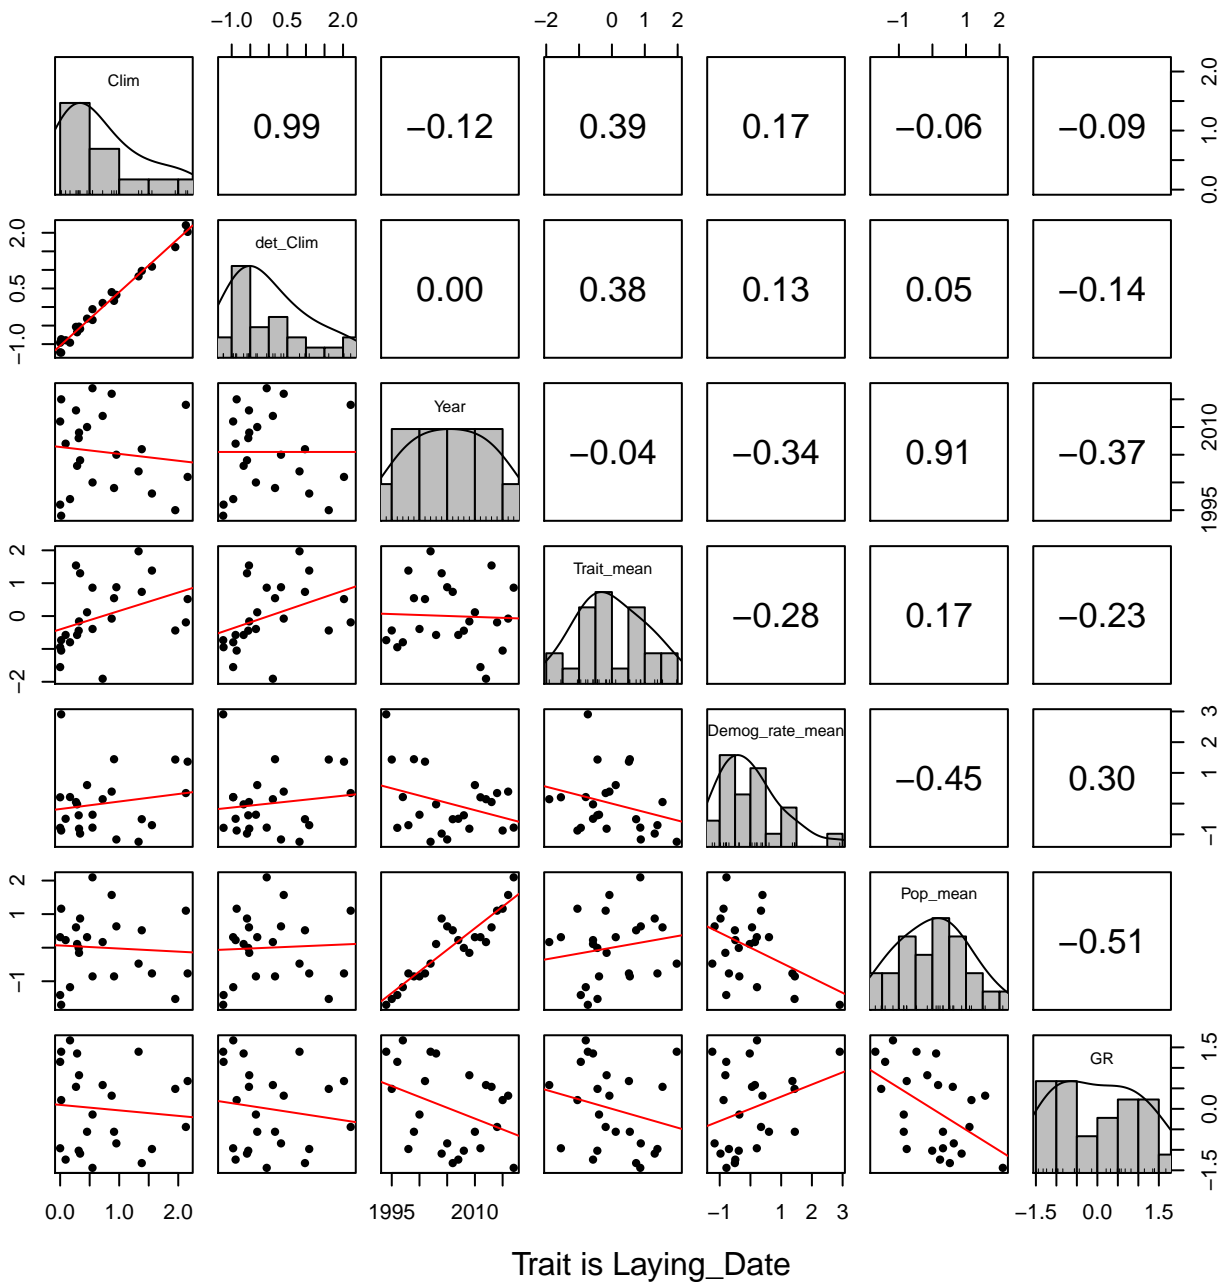 −1.0 0.5 2.0 −2 0 1 2 −1 1 2
Clim
0.99 −0.12 0.39 0.17 −0.06 −0.09
0.0 1.0 2.0
−1.0 0.5 2.0
det_Clim
0.00 0.38 0.13 0.05 −0.14
Year
−0.04 −0.34 0.91 −0.37
1995 2010
−2 0 1 2
Trait_mean
−0.28 0.17 −0.23
Demog_rate_mean
−0.45 0.30
−1 1 2 3
−1 1 2
Pop_mean
−0.51
GR
−1.5 0.0 1.5
0.0 1.0 2.0 1995 2010 −1 1 2 3 −1.5 0.0 1.5
Trait is Laying_Date